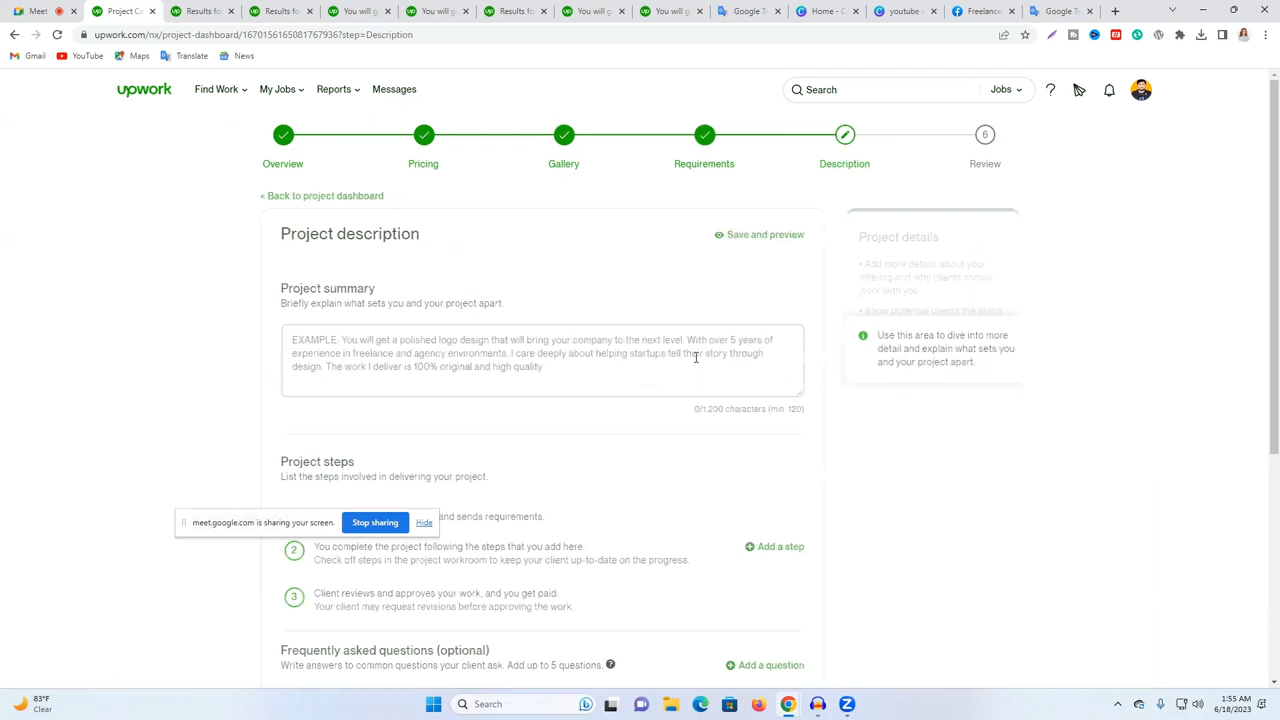 Meet
Project Ca
Results fo
Results fo
You will g
You will g
Results fo
You will g
You will g
Google Tr
Home - C
youtube s
Freelance
Google Tr
upwork.com/nx/project-dashboard/1670156165081767936?step=Description
Gmail
YouTube
Maps
Translate
News
upwork
Find Work
My Jobs
Reports
Messages
Search
Jobs
6
Overview
Pricing
Gallery
Requirements
Description
Review
< Back to project dashboard
Project description
Save and preview
Project details
• Add more details about your
offering and why clients should
work with you.
Project summary
Briefly explain what sets you and your project apart.
• Show potential clients the steps
Use this area to dive into more
detail and explain what sets you
and your project apart.
EXAMPLE: You will get a polished logo design that will bring your company to the next level. With over 5 years of
experience in freelance and agency environments, I care deeply about helping startups tell their story through
design. The work I deliver is 100% original and high quality
0/1,200 characters (min. 120)
Project steps
List the steps involved in delivering your project.
and sends requirements.
meet.google.com is sharing your screen.
Stop sharing
Hide
2
You complete the project following the steps that you add here.
Check off steps in the project workroom to keep your client up-to-date on the progress.
Add a step
3
Client reviews and approves your work, and you get paid.
Your client may request revisions before approving the work.
Frequently asked questions (optional)
Write answers to common questions your client ask. Add up to 5 questions.
Add a question
83°F
Clear
Search
1:55 AM
6/18/2023